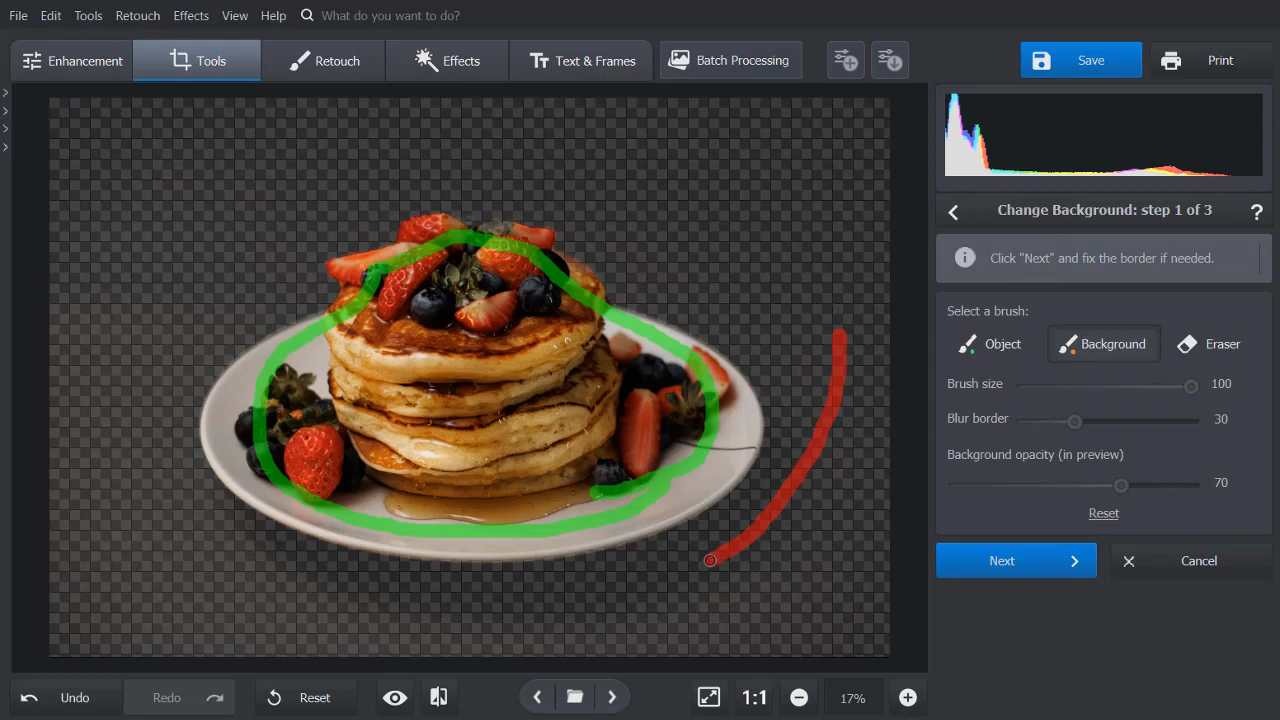 File Edit Tools Retouch Effects View Help What do you want to do?
Enhancement Tools Retouch Effects Text & Frames Batch Processing Save Print
Change Background: step 1 of 3 ?
Click "Next" and fix the border if needed.
Select a brush:
Object Background Eraser
Brush size 100
Blur border 30
Background opacity (in preview)
70
Reset
Next Cancel
Undo Redo Reset 1:1 17%